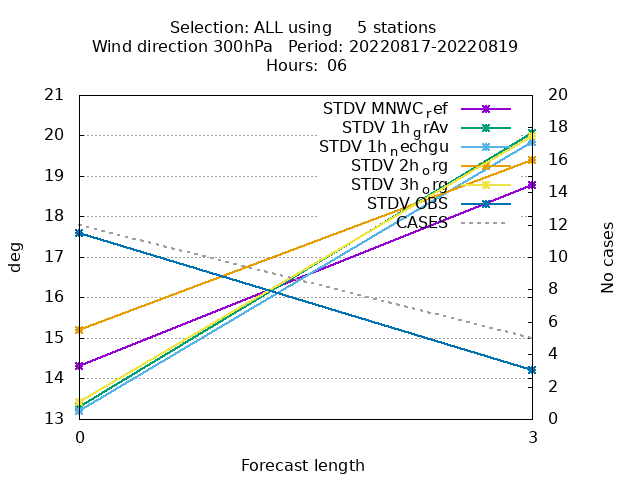 Selection: ALL using     5 stations
Wind direction 300hPa   Period: 20220817-20220819
Hours: 06
21
20
19
18
17
16
15
14
13
deg
20
18
16
14
12
10
8
6
4
2
0
No cases
STDV MNWC_ref
STDV 1h_grAv
STDV 1h_nechgu
STDV 2h_org
STDV 3h_org
STDV OBS
CASES
0
3
Forecast length